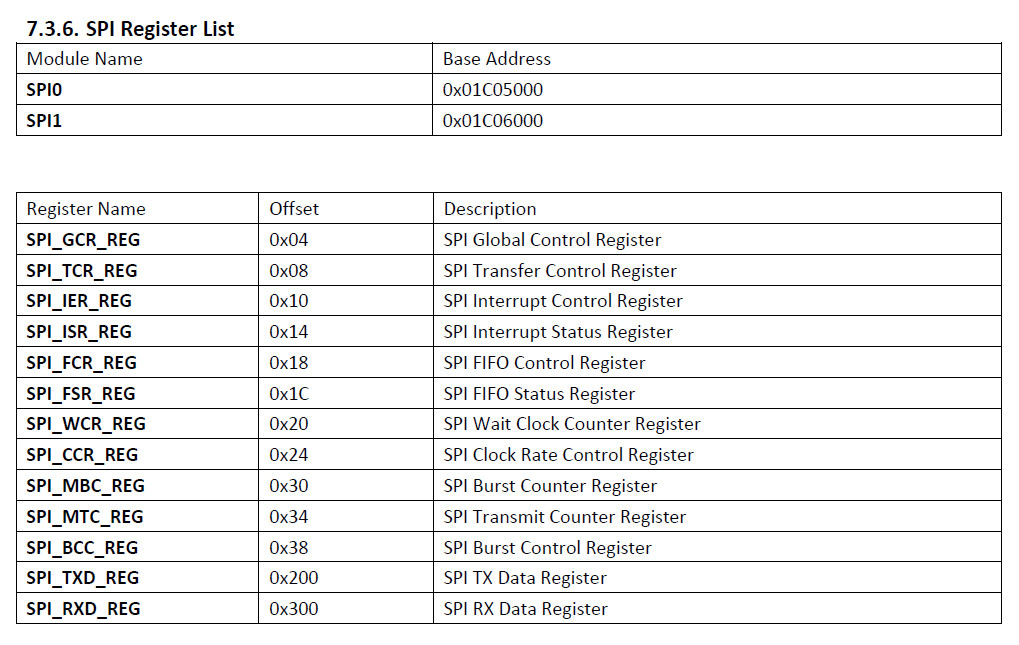 7.3.6. SPI Register List
Module Name Base Address
SPI0 0x01C05000
SPI1 0x01C06000
Register Name Offset Description
SPI_GCR_REG 0x04 SPI Global Control Register
SPI_TCR_REG 0x08 SPI Transfer Control Register
SPI_IER_REG 0x10 SPI Interrupt Control Register
SPI_ISR_REG 0x14 SPI Interrupt Status Register
SPI_FCR_REG 0x18 SPI FIFO Control Register
SPI_FSR_REG 0x1C SPI FIFO Status Register
SPI_WCR_REG 0x20 SPI Wait Clock Counter Register
SPI_CCR_REG 0x24 SPI Clock Rate Control Register
SPI_MBC_REG 0x30 SPI Burst Counter Register
SPI_MTC_REG 0x34 SPI Transmit Counter Register
SPI_BCC_REG 0x38 SPI Burst Control Register
SPI_TXD_REG 0x200 SPI TX Data Register
SPI_RXD_REG 0x300 SPI RX Data Register